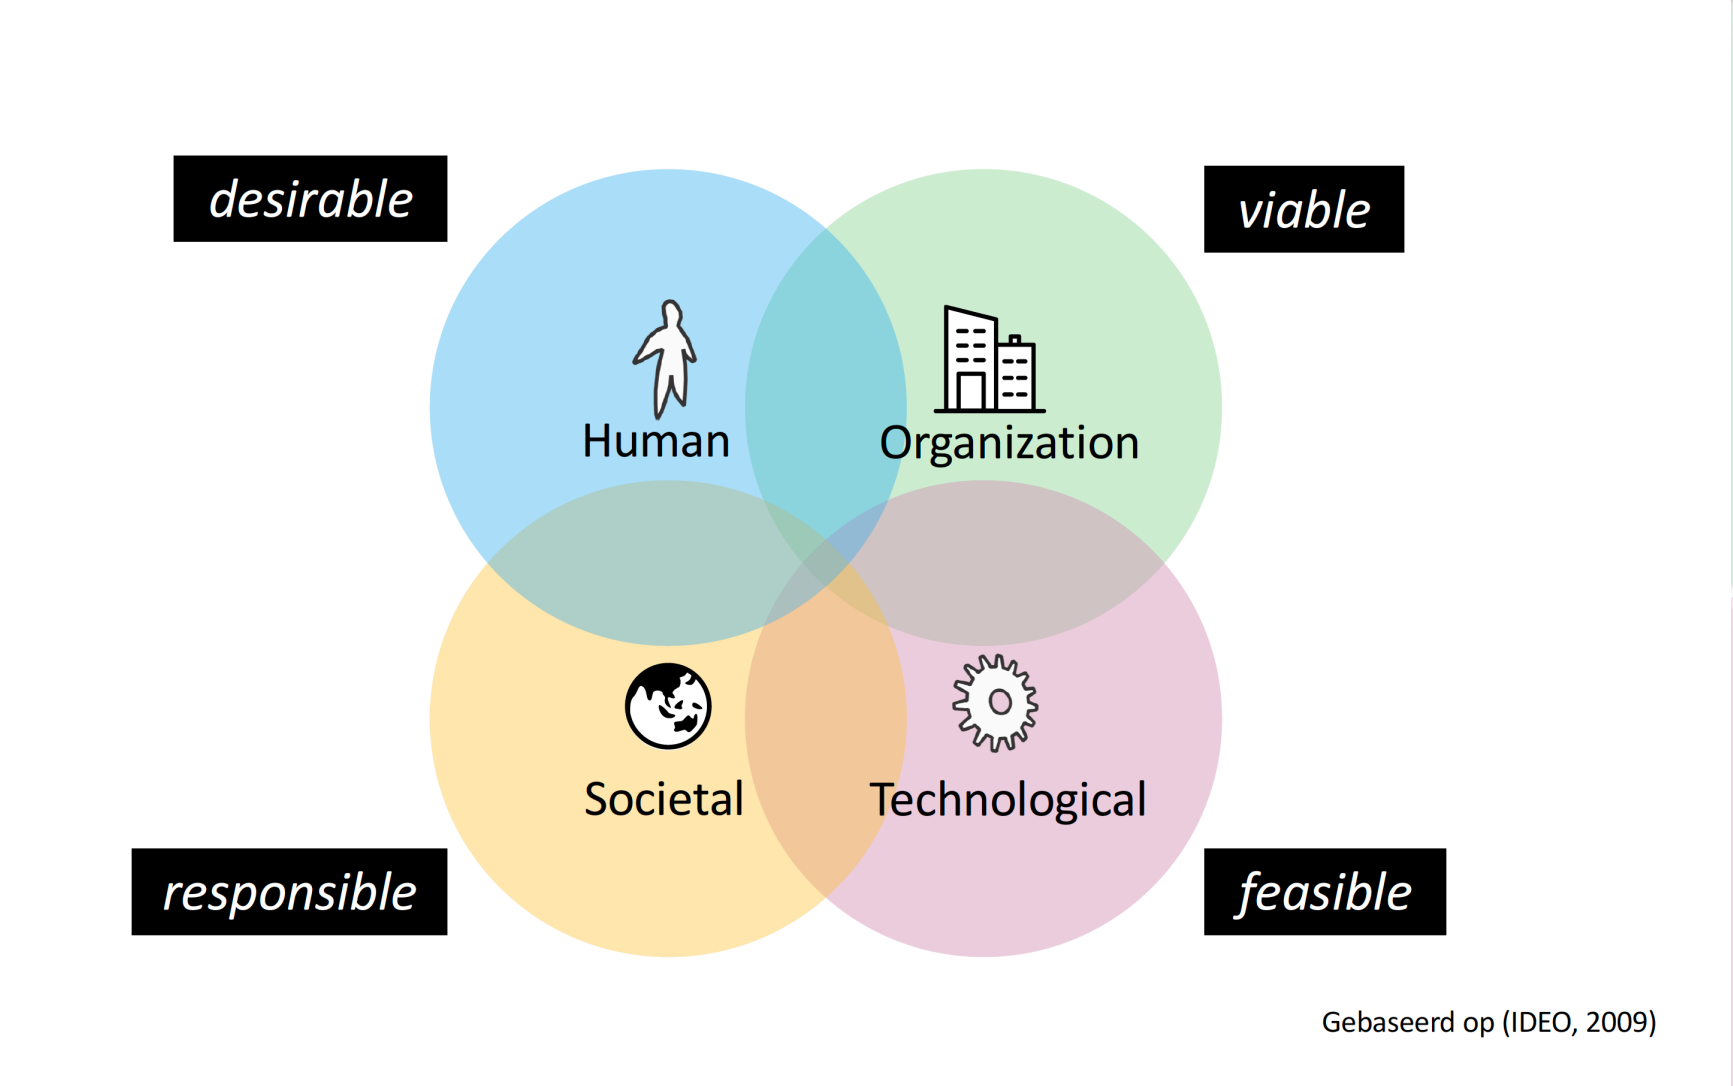 desirable
viable
Human
Organization
Societal
Technological
responsible
feasible
Gebaseerd op (IDEO, 2009)